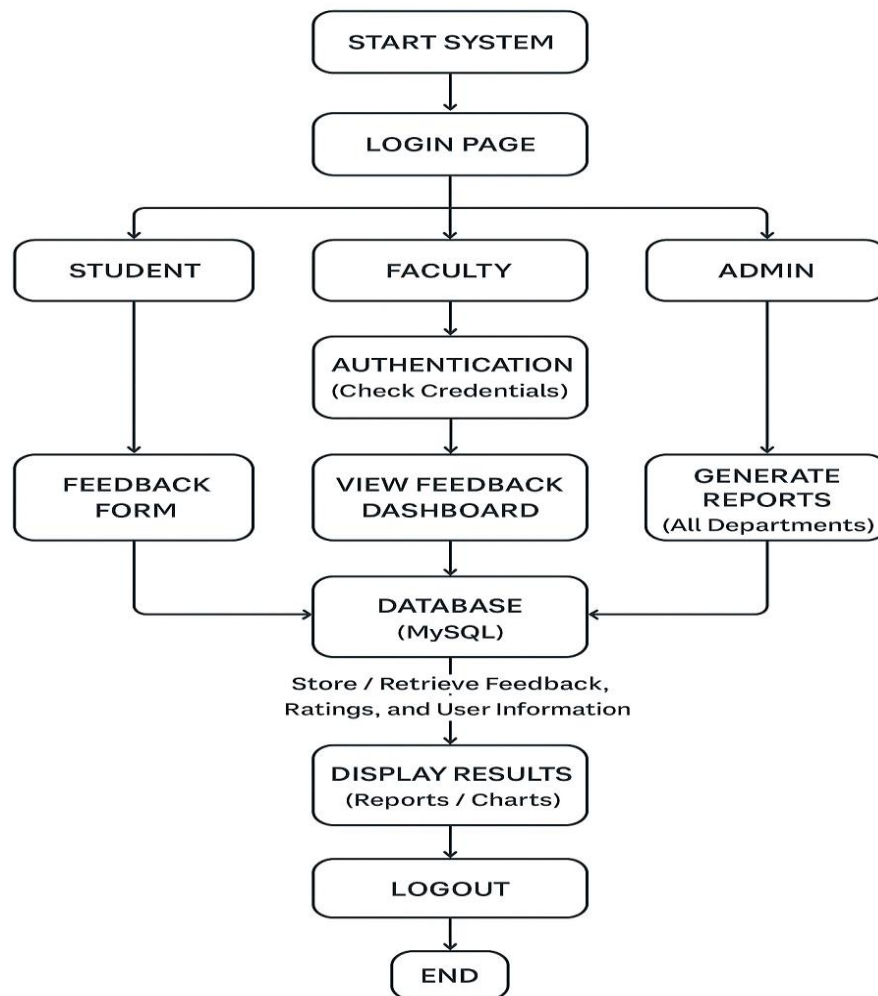 START SYSTEM
LOGIN PAGE
STUDENT
FACULTY
ADMIN
AUTHENTICATION
(Check Credentials)
FEEDBACK
FORM
VIEW FEEDBACK
DASHBOARD
GENERATE
REPORTS
(All Departments)
DATABASE
(MySQL)
Store / Retrieve Feedback,
Ratings, and User Information
DISPLAY RESULTS
(Reports / Charts)
LOGOUT
END